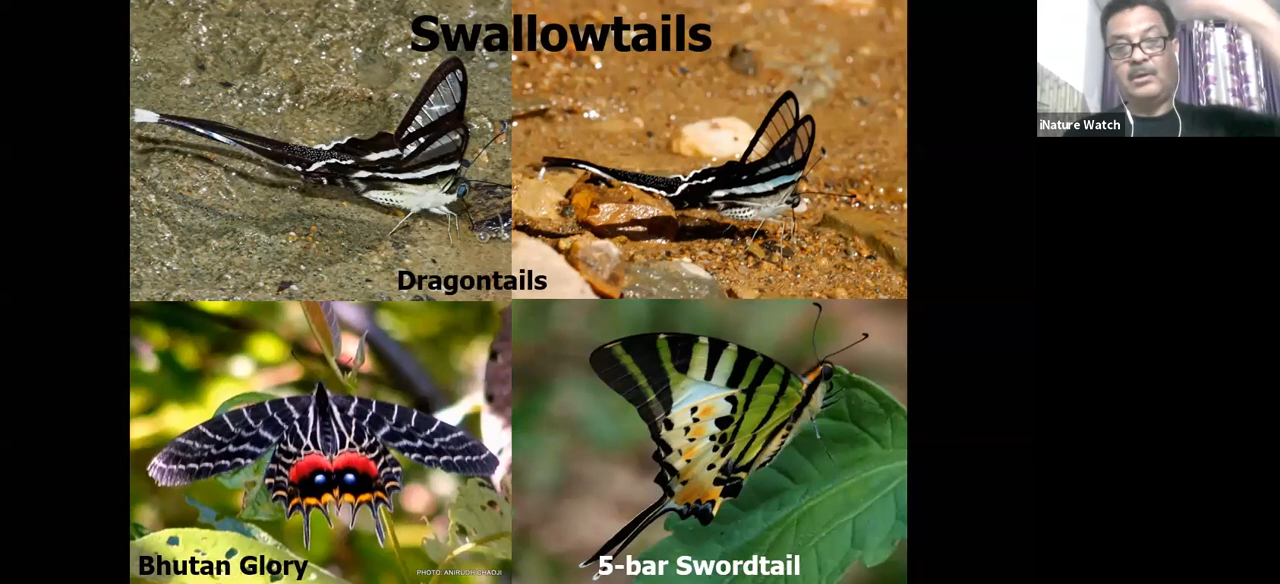 Swallowtails
iNature Watch
Dragontails
Bhutan Glory
PHOTO: ANIRUDH CHAOJI
5-bar Swordtail